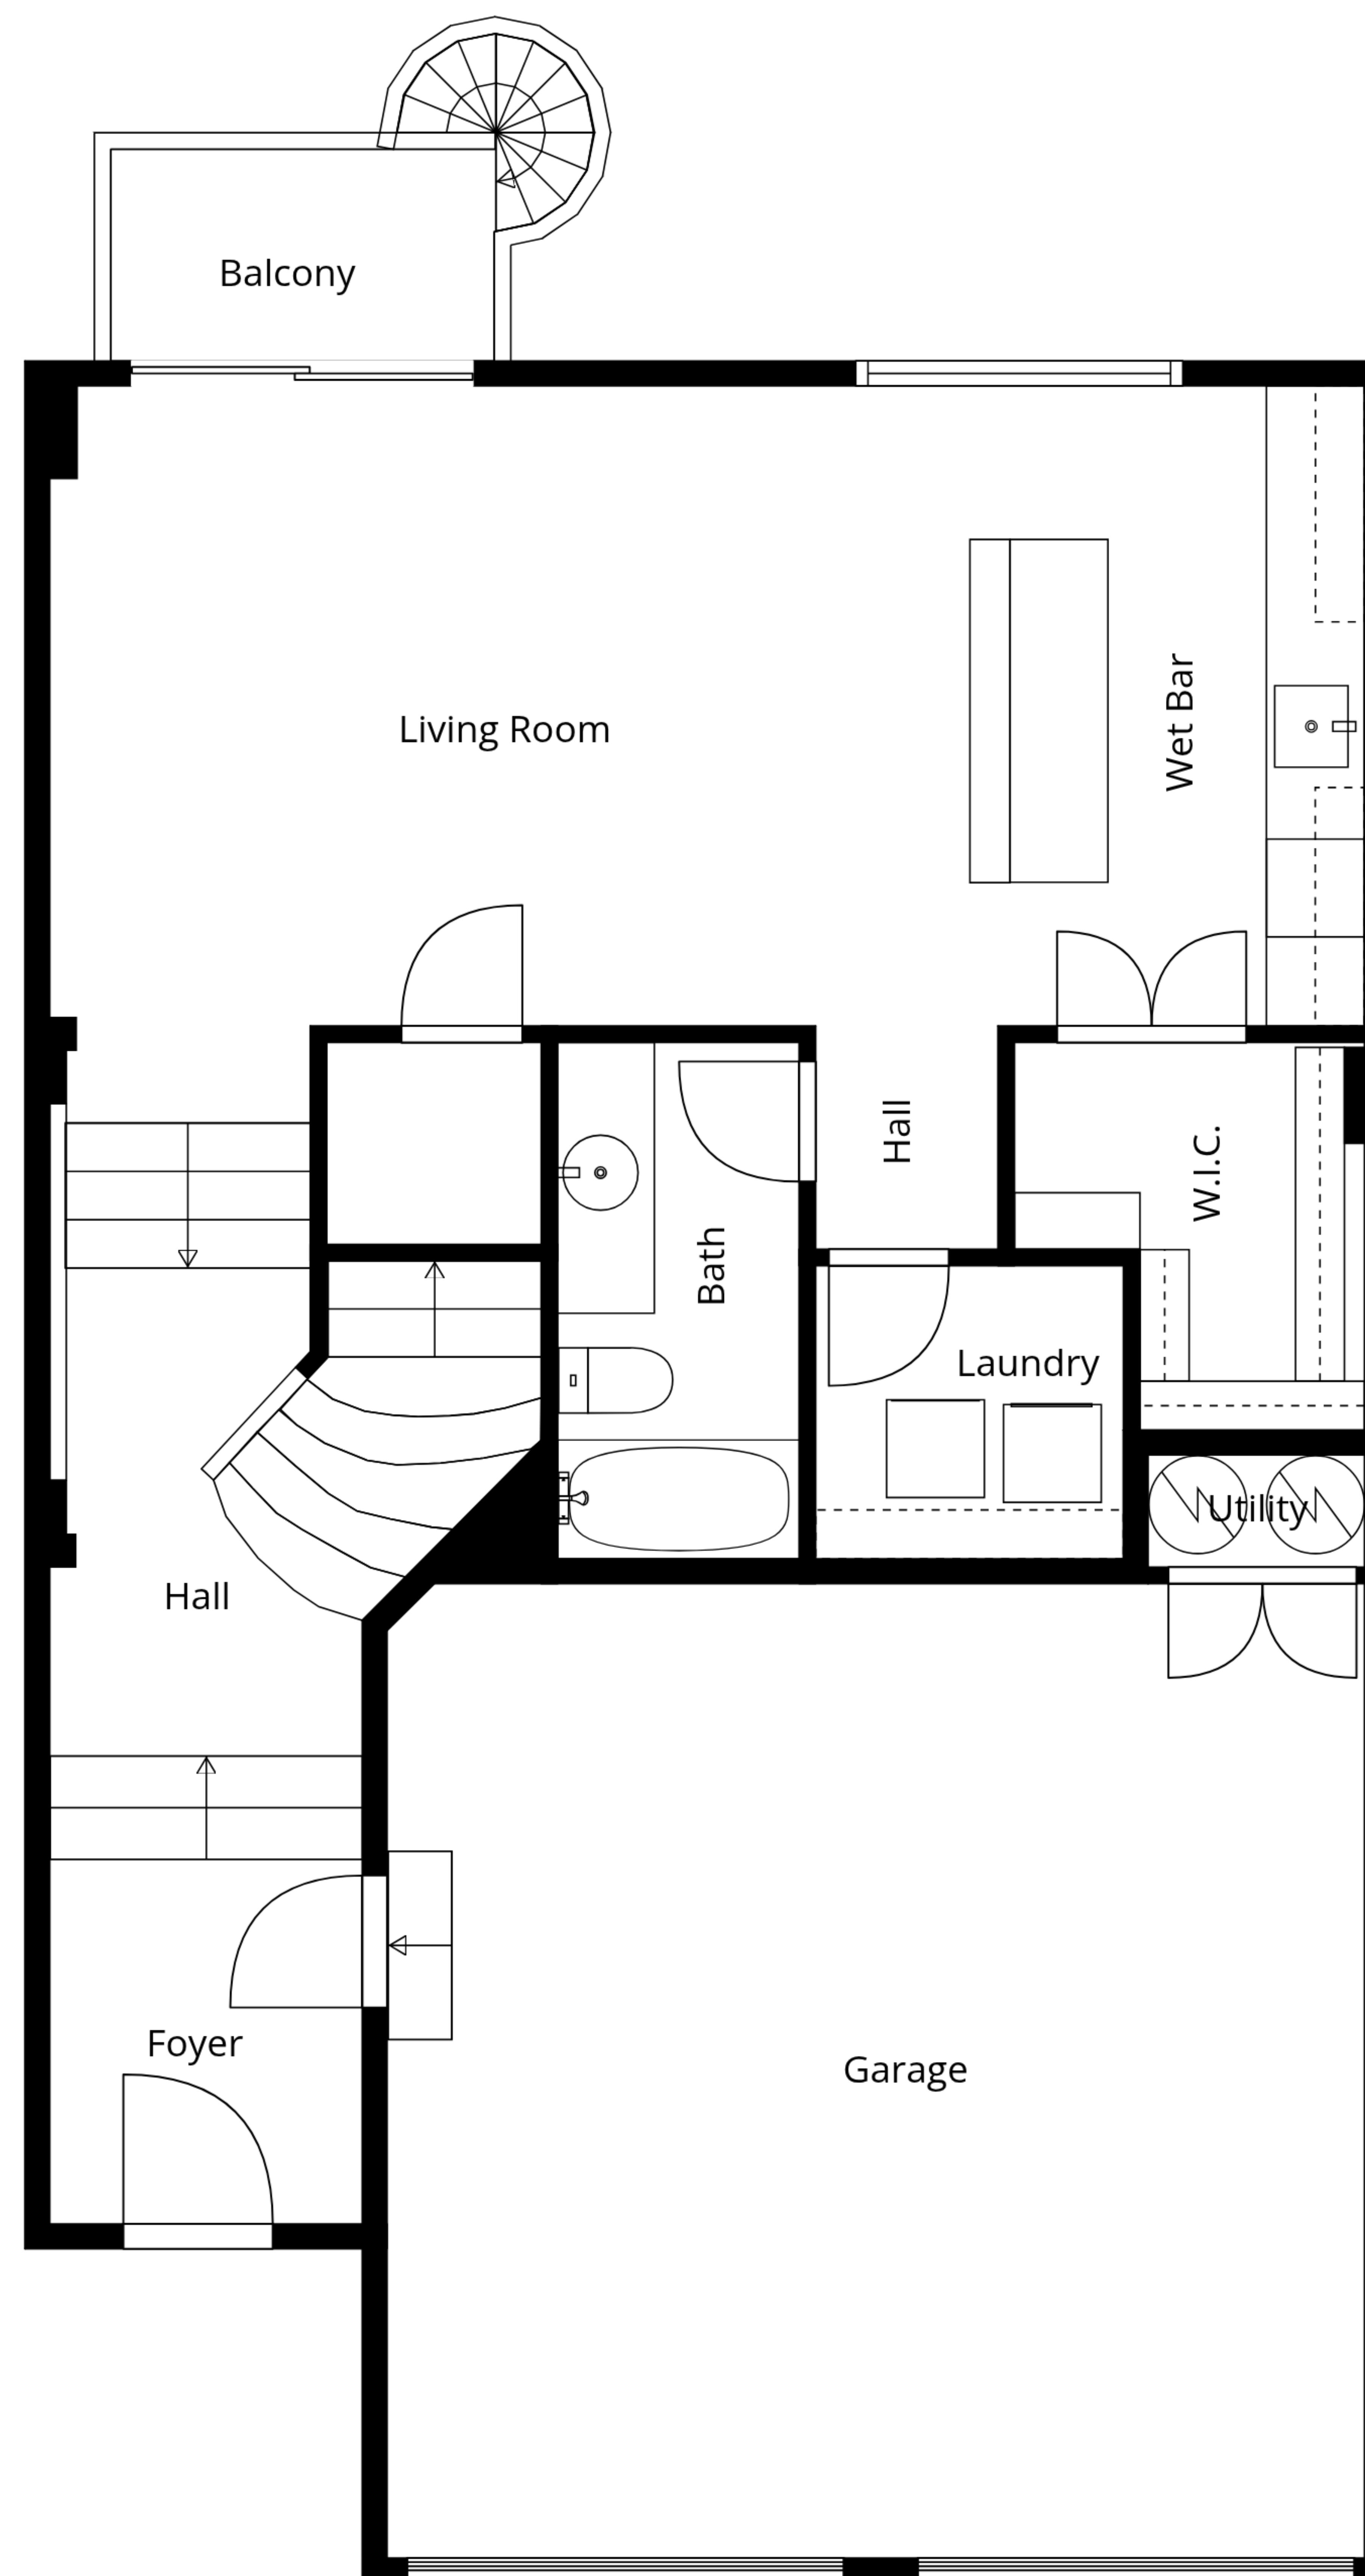 Balcony
Living Room
Wet Bar
Hall
W.I.C.
Bath
Laundry
Utility
Hall
Foyer
Garage